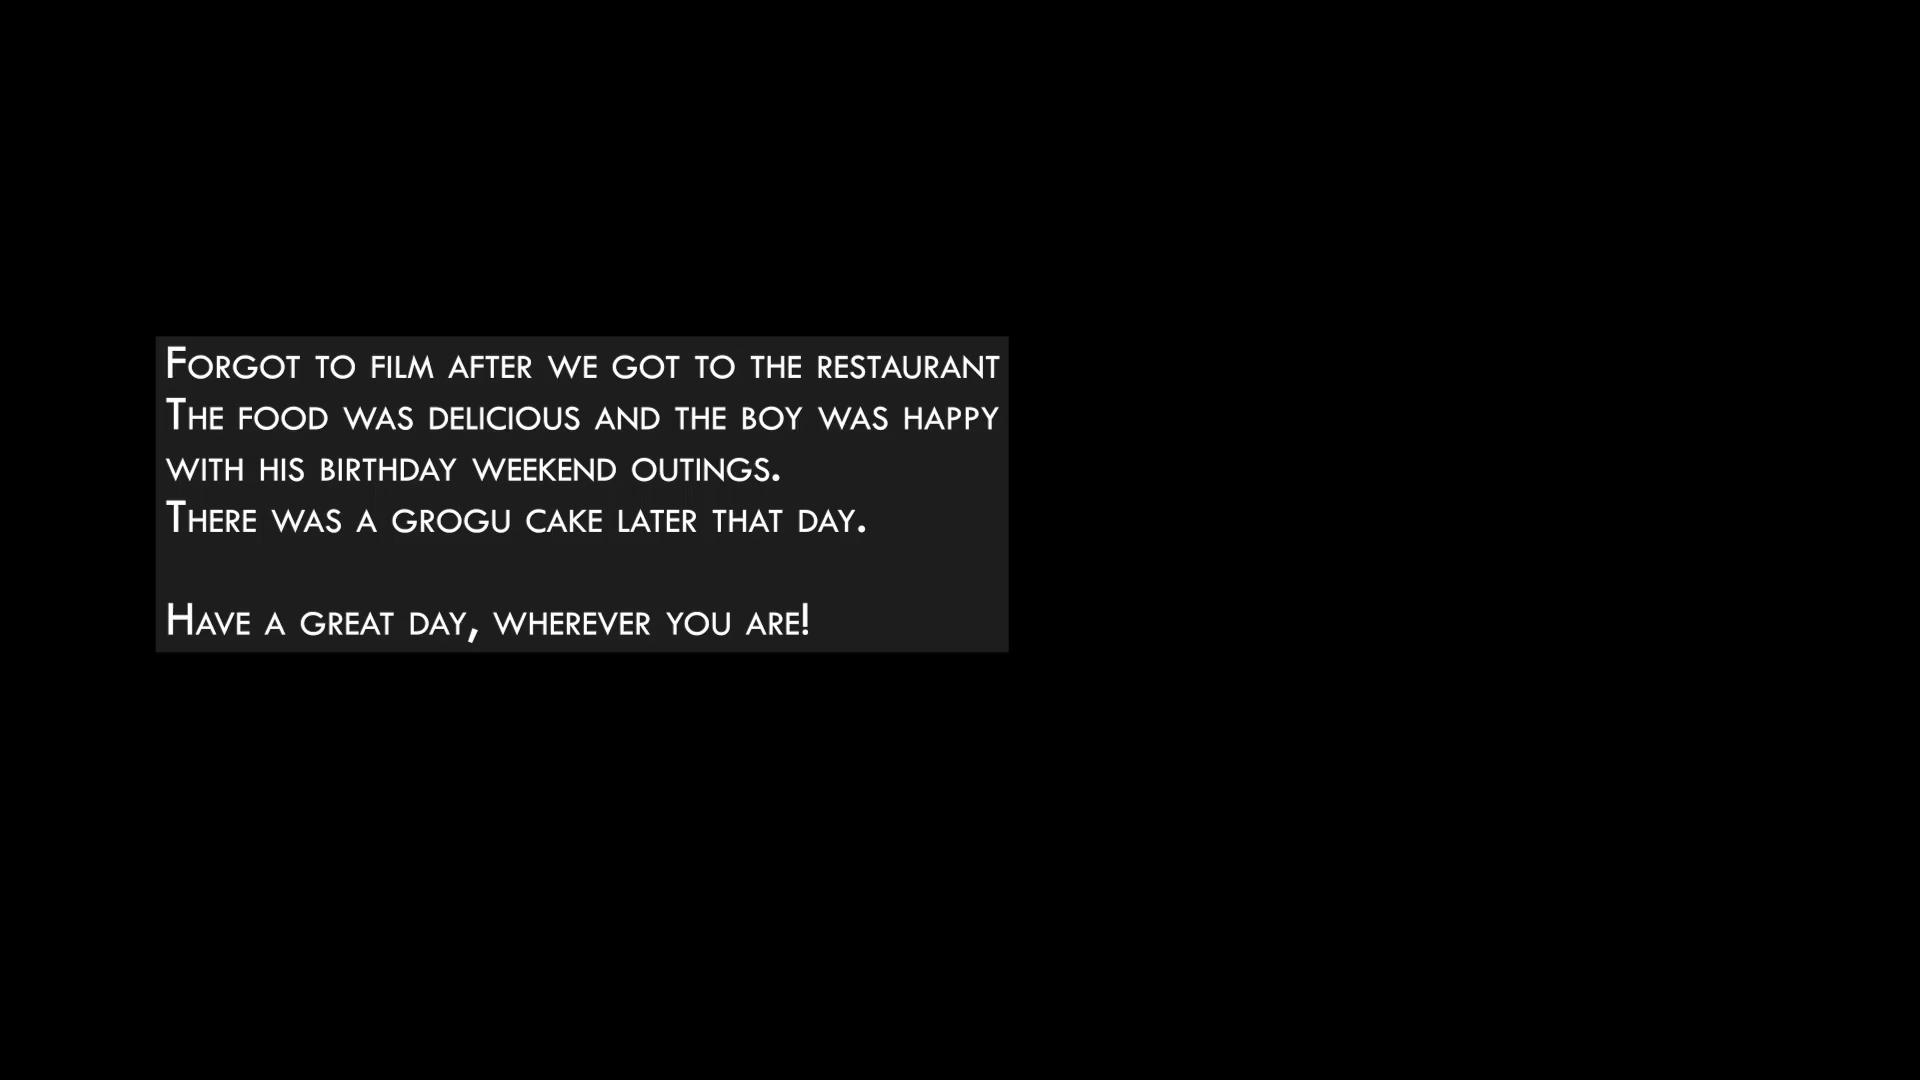 Forgot to film after we got to the restaurant
The food was delicious and the boy was happy
with his birthday weekend outings.
There was a grogu cake later that day.
Have a great day, wherever you are!